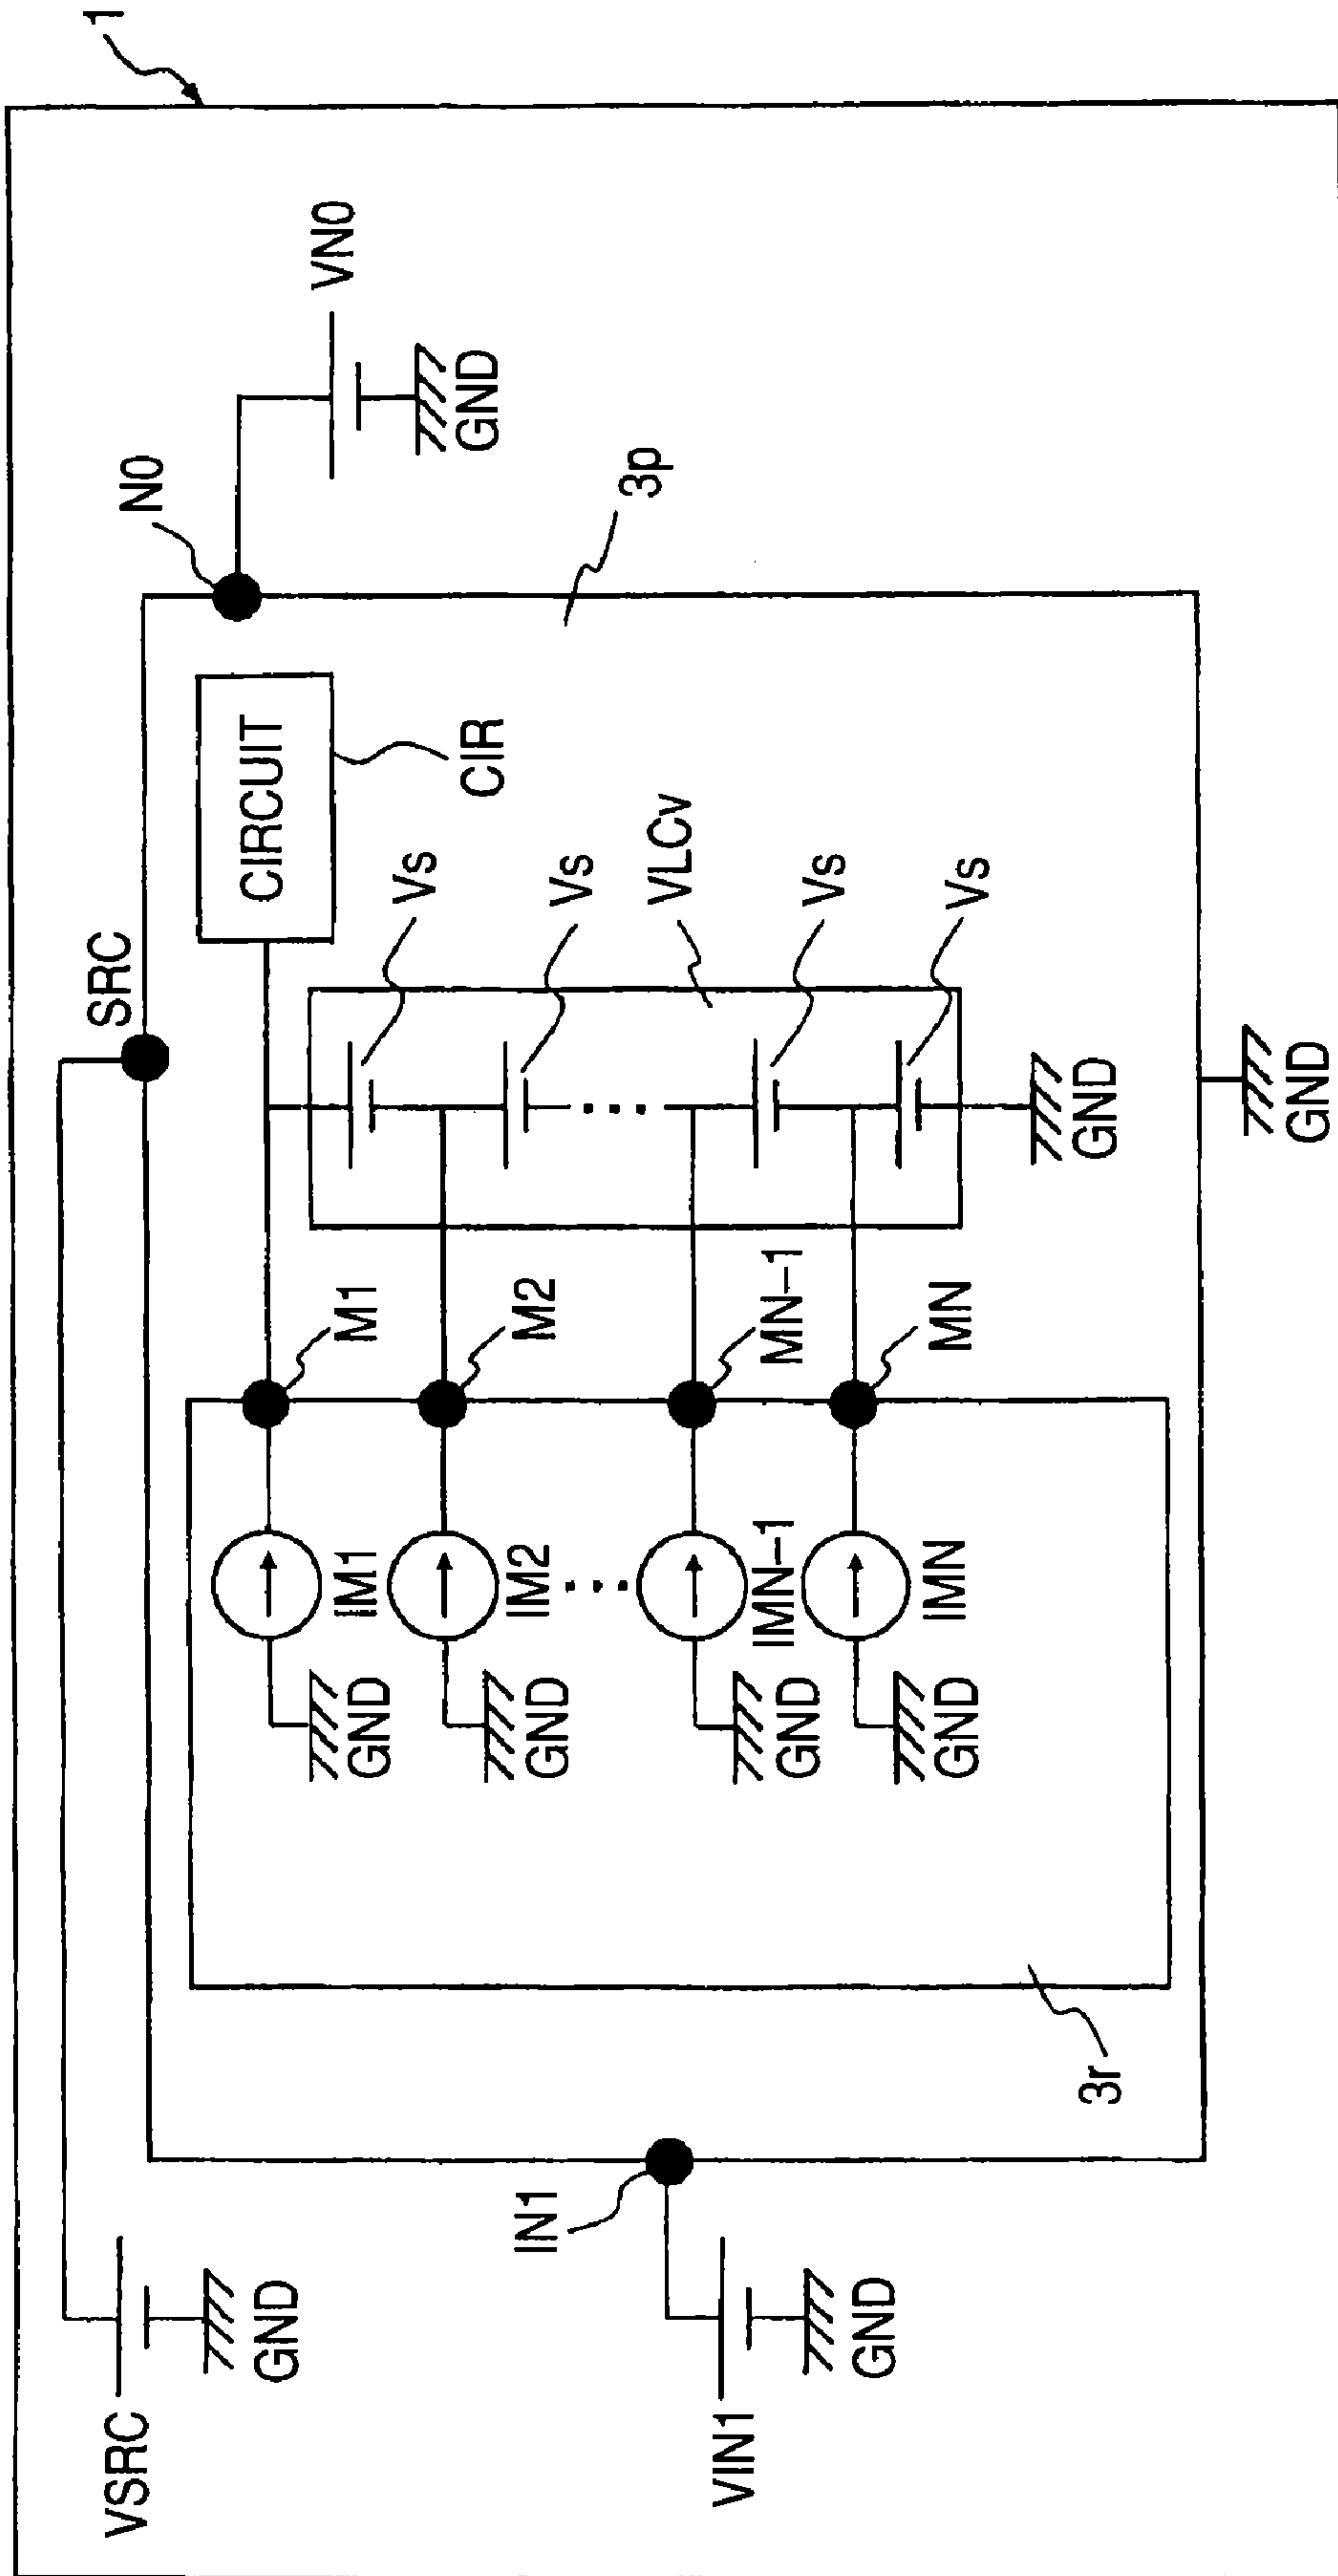 1
VSRC
GND
SRC
N0
VN0
GND
CIRCUIT
CIR
3p
IM1
GND
M1
Vs
IM2
GND
M2
Vs
VLCv
IMN-1
GND
MN-1
Vs
IMN
GND
MN
Vs
GND
IN1
VIN1
GND
3r
GND